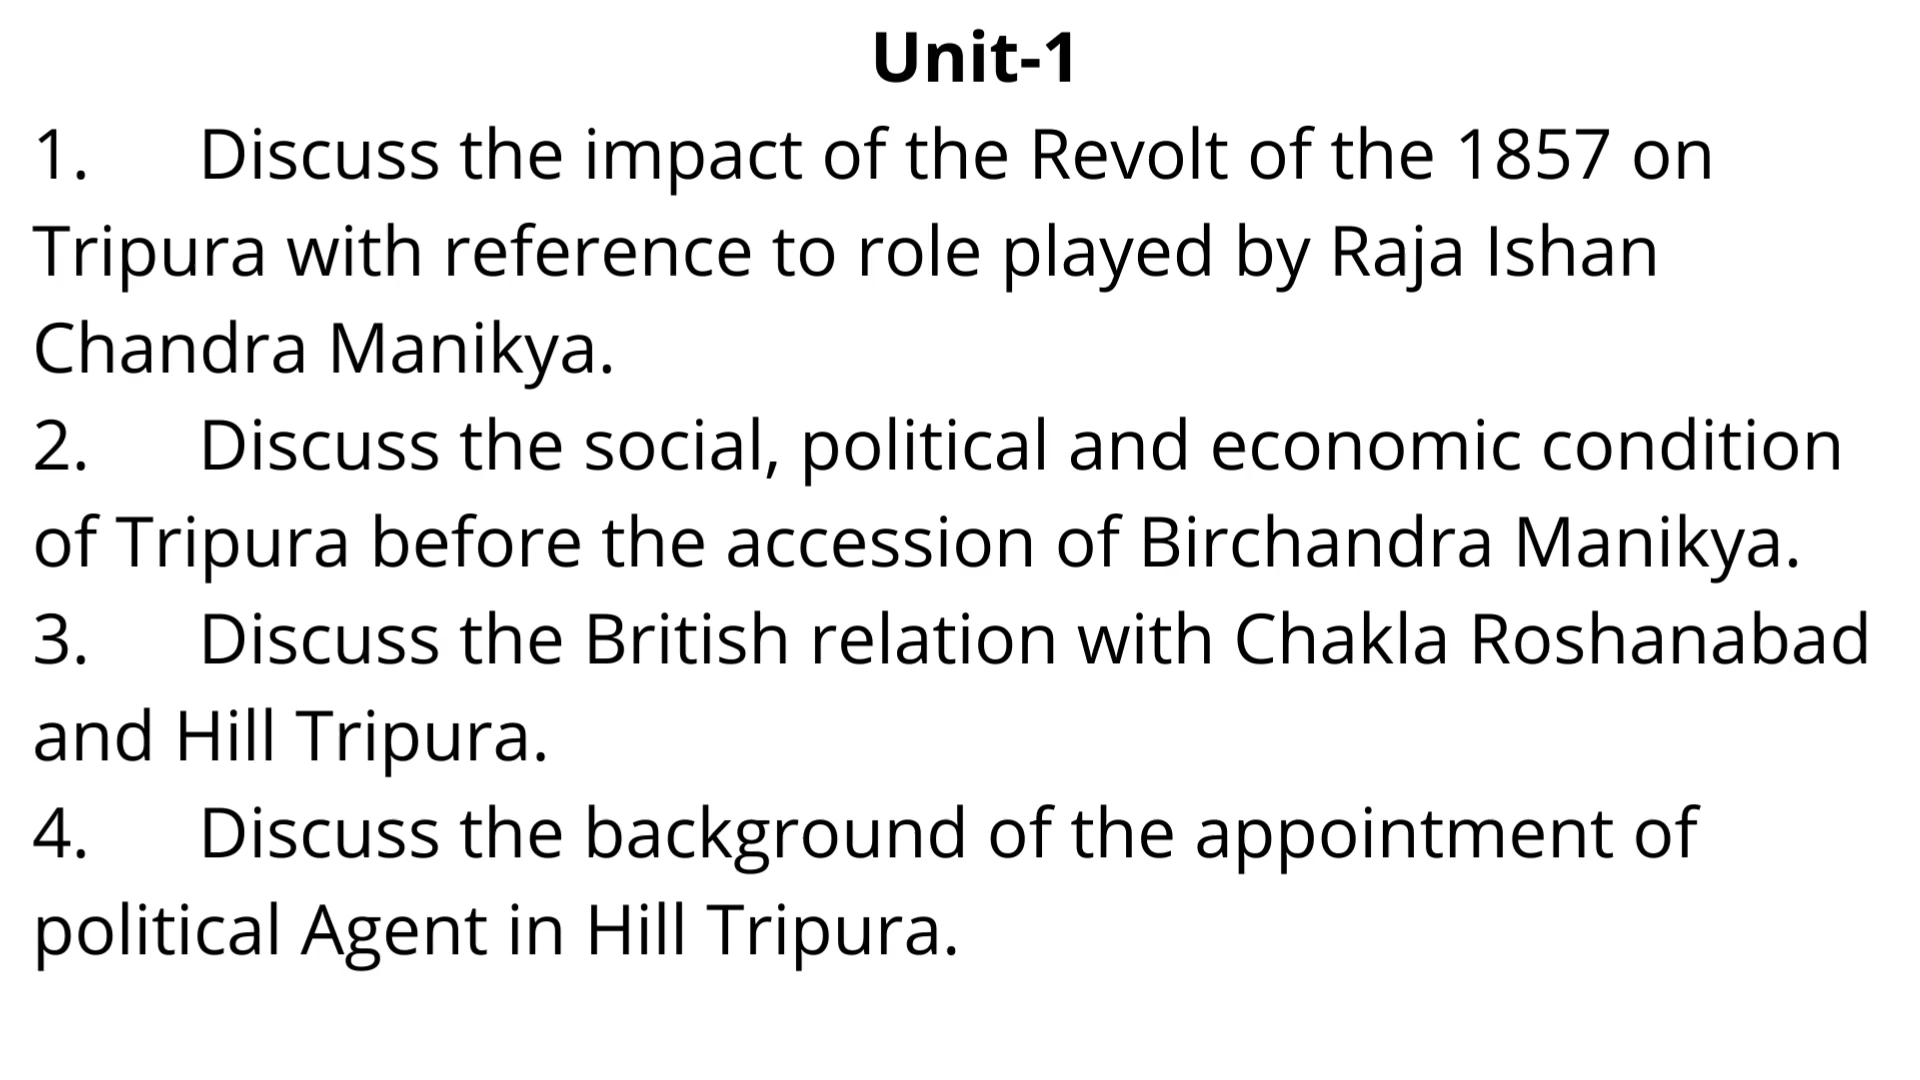 Unit-1
1. Discuss the impact of the Revolt of the 1857 on
Tripura with reference to role played by Raja Ishan
Chandra Manikya.
2. Discuss the social, political and economic condition
of Tripura before the accession of Birchandra Manikya.
3. Discuss the British relation with Chakla Roshanabad
and Hill Tripura.
4. Discuss the background of the appointment of
political Agent in Hill Tripura.